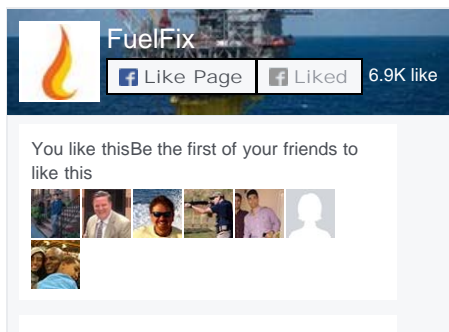 FuelFix
Like Page
Liked
6.9K like
You like thisBe the first of your friends to
like this